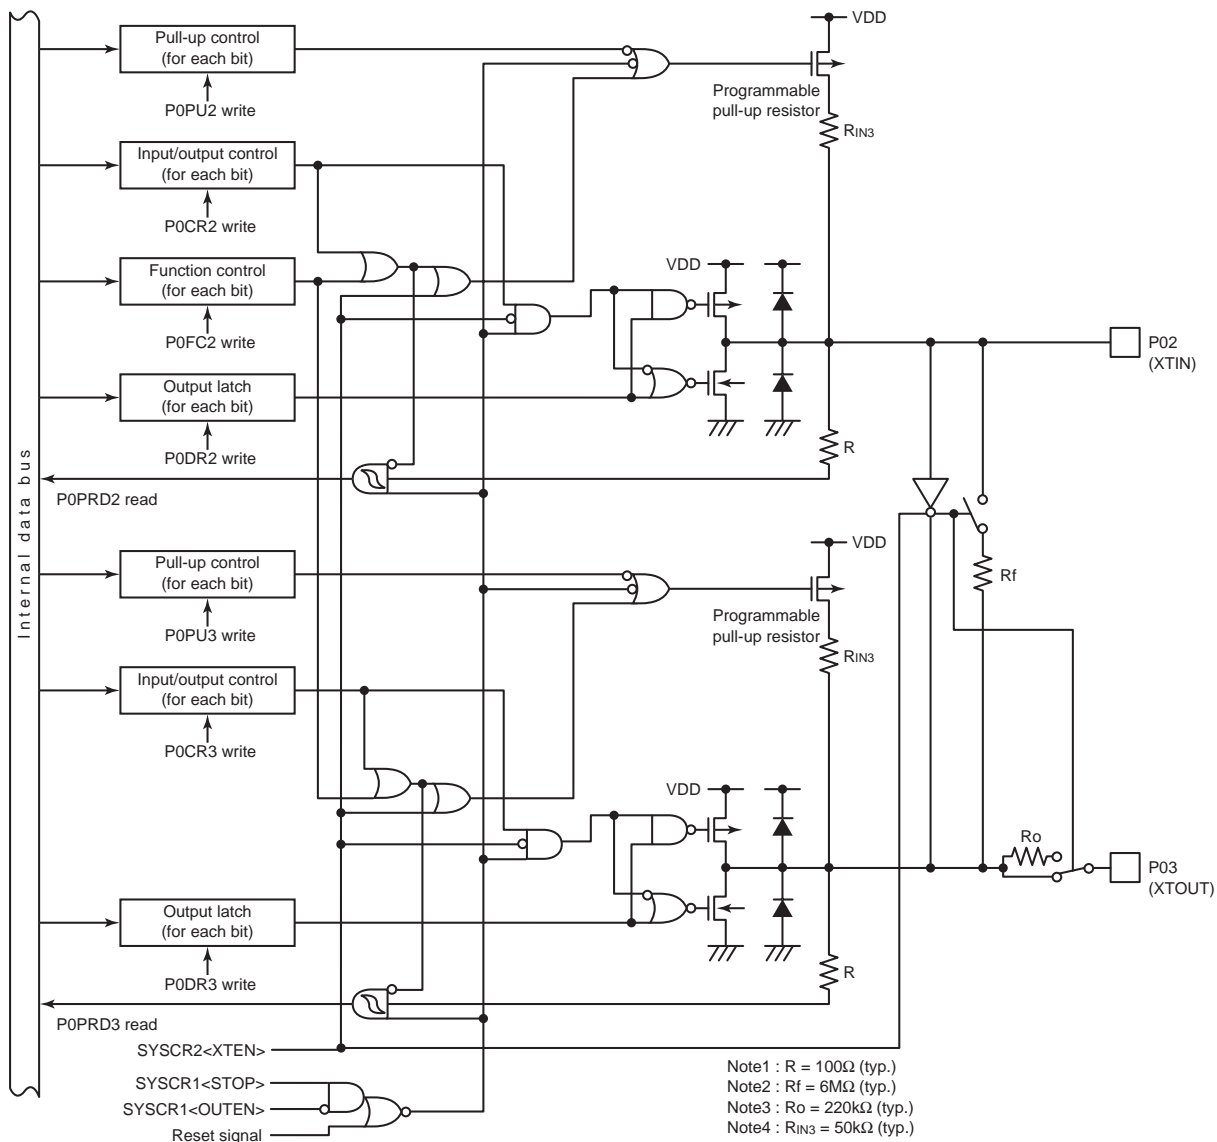 Internal data bus
VDD
Pull-up control
(for each bit)
P0PU2 write
Programmable
pull-up resistor
RIN3
Input/output control
(for each bit)
P0CR2 write
Function control
(for each bit)
P0FC2 write
VDD
P02
(XTIN)
Output latch
(for each bit)
P0DR2 write
R
P0PRD2 read
VDD
Pull-up control
(for each bit)
Rf
P0PU3 write
Programmable
pull-up resistor
RIN3
Input/output control
(for each bit)
P0CR3 write
VDD
Ro
P03
(XTOUT)
Output latch
(for each bit)
P0DR3 write
R
P0PRD3 read
SYSCR2<XTEN>
SYSCR1<STOP>
SYSCR1<OUTEN>
Reset signal
Note1 : R = 100Ω (typ.)
Note2 : Rf = 6MΩ (typ.)
Note3 : Ro = 220kΩ (typ.)
Note4 : RIN3 = 50kΩ (typ.)